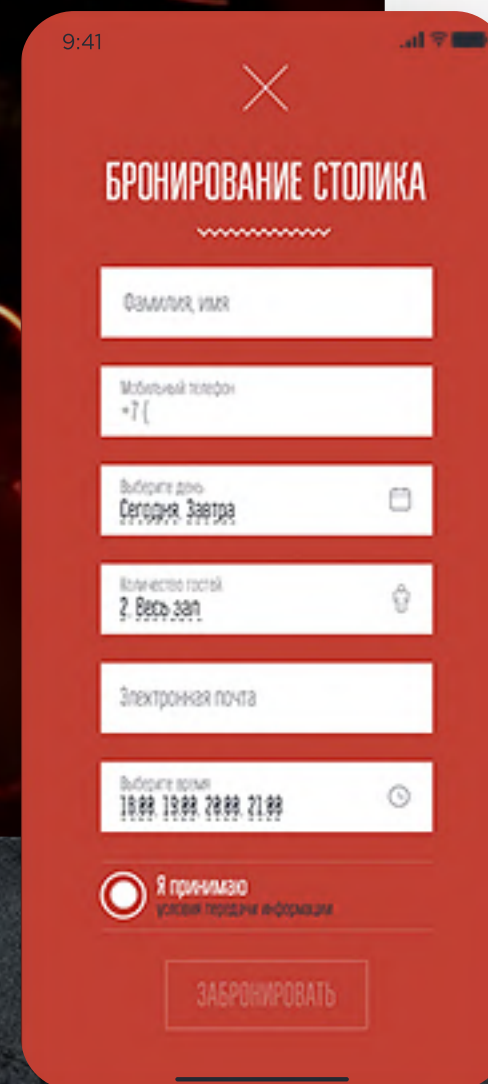 9:41
БРОНИРОВАНИЕ СТОЛИКА
Фамилия, имя
Мобильный телефон
+7 (
Выберите день
Сегодня, Завтра
Количество гостей
2, Весь зал
Электронная почта
Выберите время
18:00, 19:00, 20:00, 21:00
Я принимаю
условия передачи информации
ЗАБРОНИРОВАТЬ